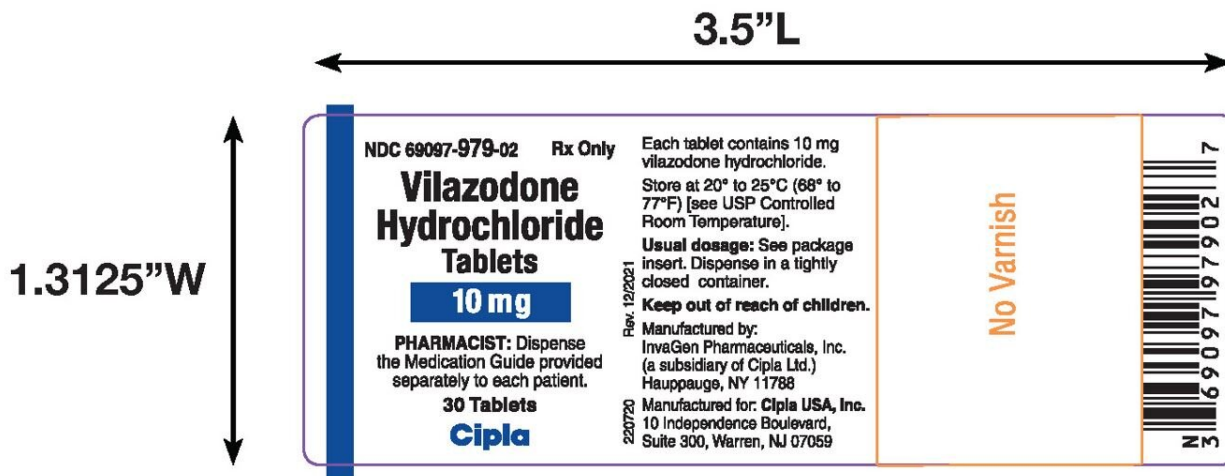 3.5”L
1.3125”W
NDC 69097-979-02 Rx Only
Vilazodone
Hydrochloride
Tablets
10 mg
PHARMACIST: Dispense
the Medication Guide provided
separately to each patient.
30 Tablets
Cipla
Each tablet contains 10 mg
vilazodone hydrochloride.
Store at 20° to 25°C (68° to
77°F) [see USP Controlled
Room Temperature].
Usual dosage: See package
insert. Dispense in a tightly
closed container.
Keep out of reach of children.
Manufactured by:
InvaGen Pharmaceuticals, Inc.
(a subsidiary of Cipla Ltd.)
Hauppauge, NY 11788
Manufactured for: Cipla USA, Inc.
10 Independence Boulevard,
Suite 300, Warren, NJ 07059
220720 Rev. 12/2021
No Varnish
N
3 69097 97902 7